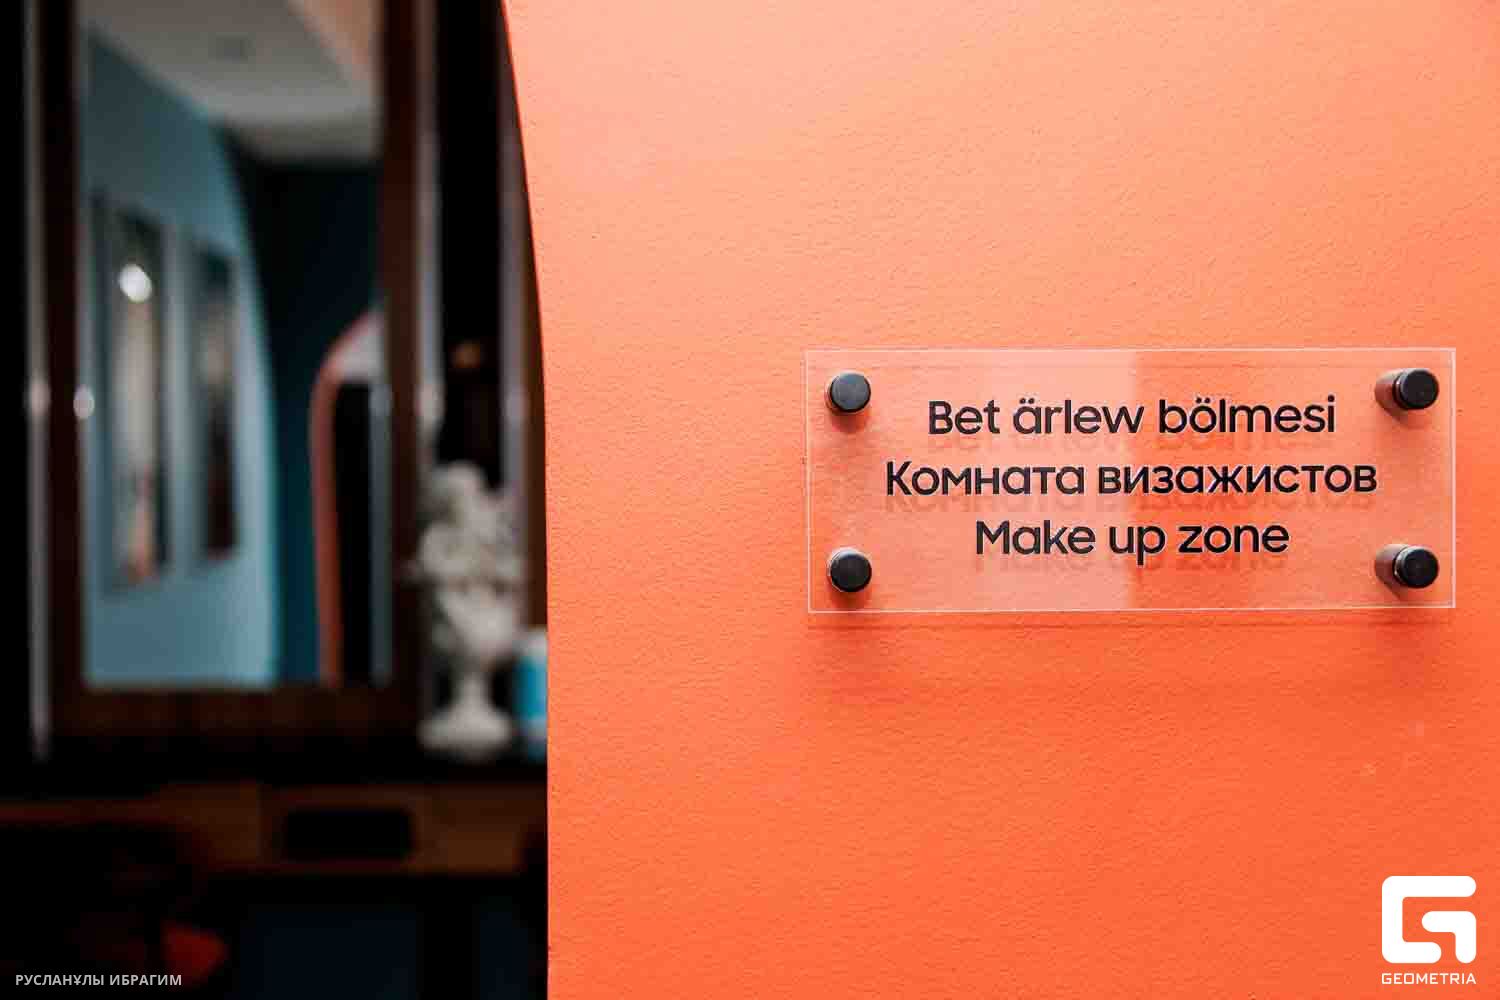 Bet ärlew bölmesi
Комната визажистов
Make up zone
РУСЛАНҰЛЫ ИБРАГИМ
GEOMETRIA